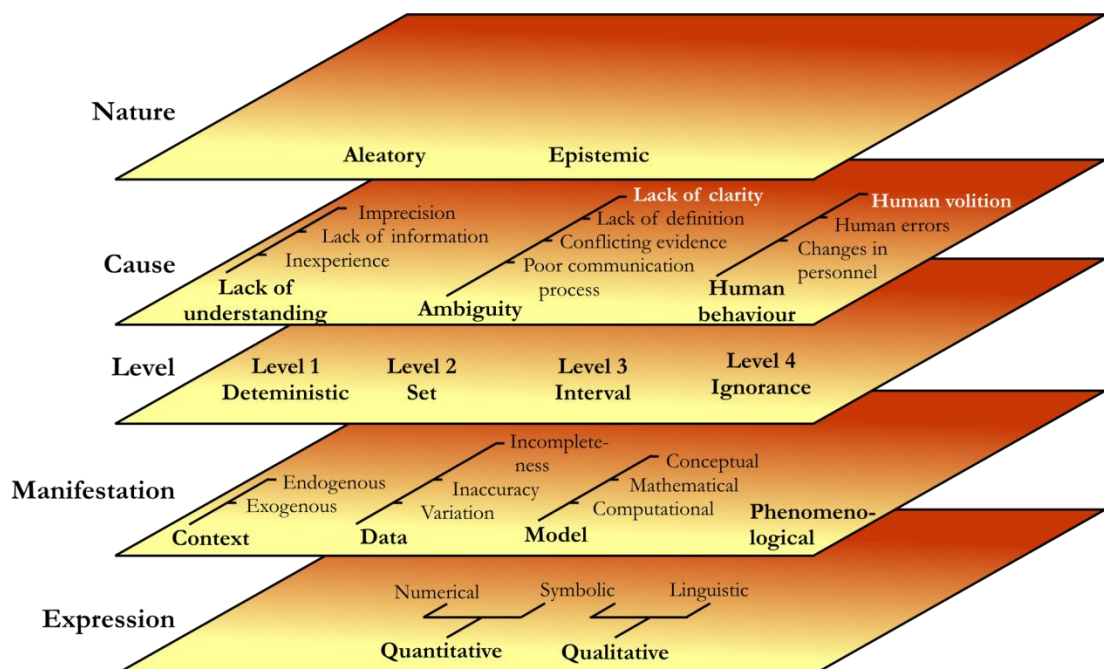 Nature
Aleatory
Epistemic
Cause
Imprecision
Lack of information
Inexperience
Lack of
understanding
Lack of clarity
Lack of definition
Conflicting evidence
Poor communication
process
Ambiguity
Human volition
Human errors
Changes in
personnel
Human
behaviour
Level
Level 1
Deteministic
Level 2
Set
Level 3
Interval
Level 4
Ignorance
Manifestation
Endogenous
Exogenous
Context
Incomplete-
ness
Inaccuracy
Variation
Data
Conceptual
Mathematical
Computational
Model
Phenomeno-
logical
Expression
Numerical
Symbolic
Linguistic
Quantitative
Qualitative